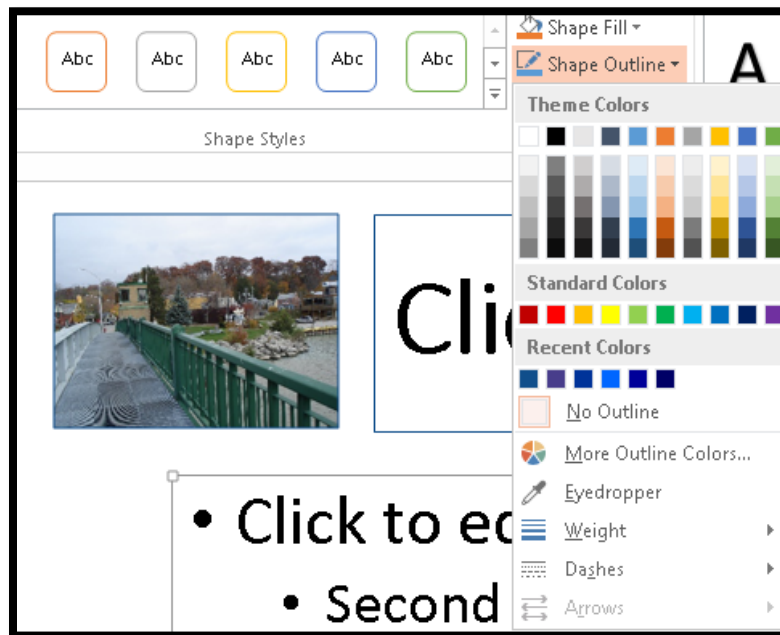 Abc Abc Abc Abc Abc
Shape Styles
Shape Fill
Shape Outline
A
Theme Colors
Standard Colors
Recent Colors
No Outline
More Outline Colors...
Eyedropper
Weight
Dashes
Arrows
Cli
• Click to ed
• Second